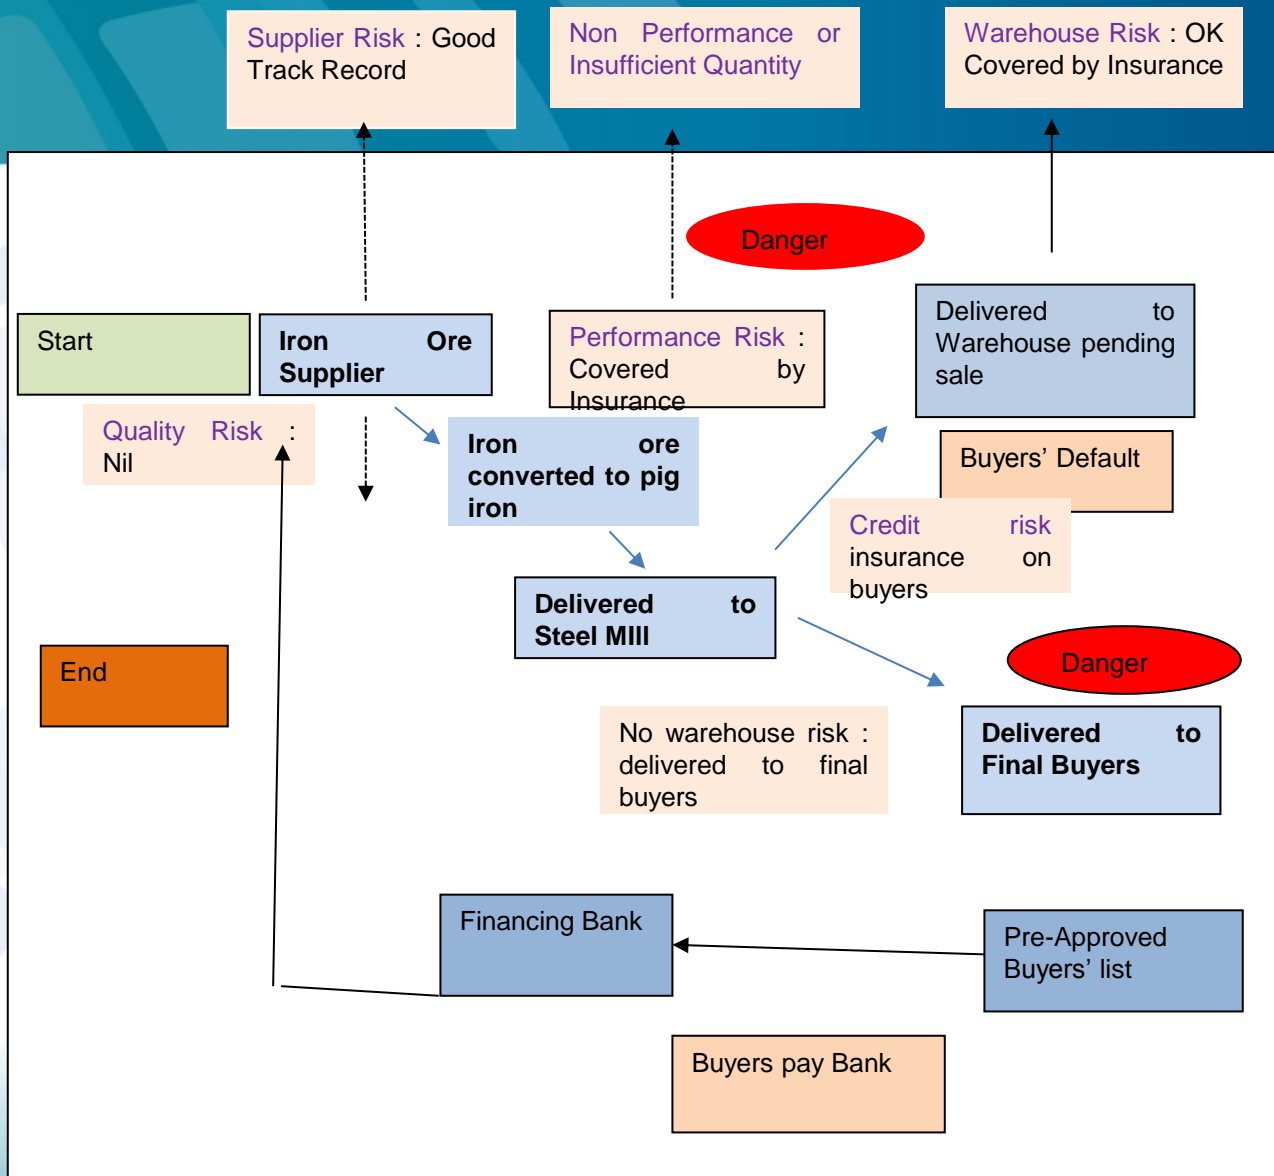 Supplier Risk : Good
Track Record
Non Performance or
Insufficient Quantity
Warehouse Risk : OK
Covered by Insurance
Danger
Start
Iron Ore
Supplier
Performance Risk :
Covered by
Insurance
Delivered to
Warehouse pending
sale
Quality Risk :
Nil
Iron ore
converted to pig
iron
Buyers’ Default
Credit risk
insurance on
buyers
Delivered to
Steel MIll
End
Danger
No warehouse risk :
delivered to final
buyers
Delivered to
Final Buyers
Financing Bank
Pre-Approved
Buyers’ list
Buyers pay Bank